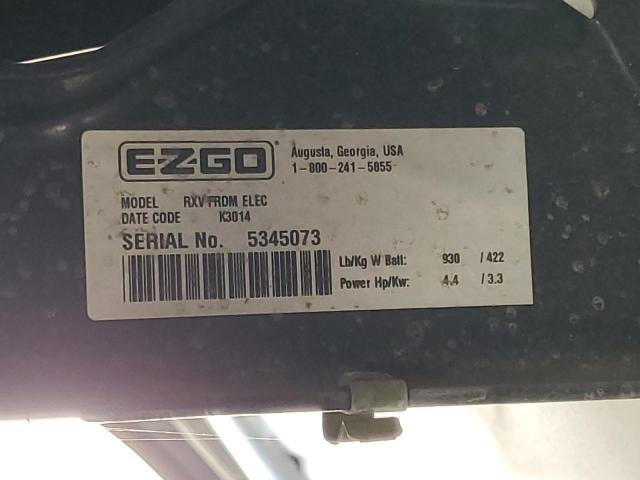 E-Z-GO Augusta, Georgia, USA
1-800-241-5855
MODEL RXV FRDM ELEC
DATE CODE K3014
SERIAL No. 5345073
Lb/Kg W Batt: 930 / 422
Power Hp/Kw: 4.4 / 3.3